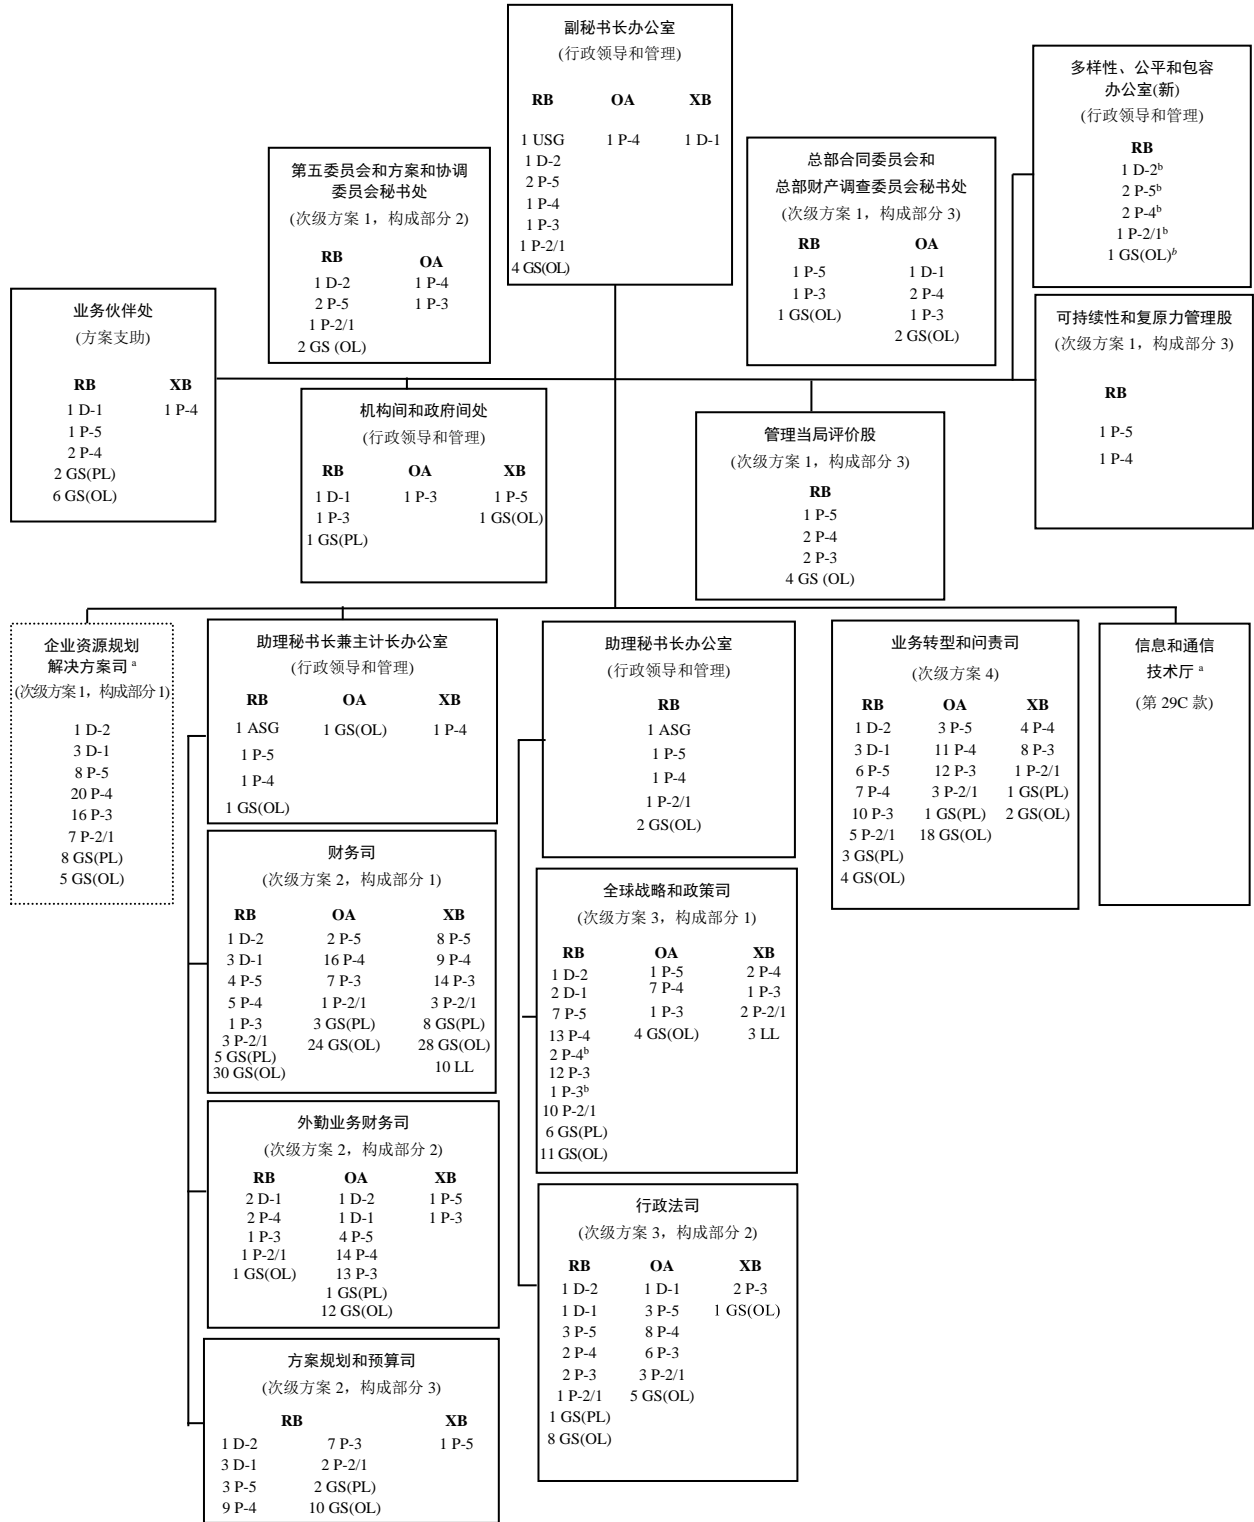 副秘书长办公室
(行政领导和管理)
RB OA XB
1 USG 1 P-4 1 D-1
1 D-2
2 P-5
1 P-4
1 P-3
1 P-2/1
4 GS(OL)
多样性、公平和包容
办公室(新)
(行政领导和管理)
RB
1 D-2ᵇ
2 P-5ᵇ
2 P-4ᵇ
1 P-2/1ᵇ
1 GS(OL)ᵇ
第五委员会和方案和协调
委员会秘书处
(次级方案 1，构成部分 2)
RB OA
1 D-2 1 P-4
2 P-5 1 P-3
1 P-2/1
2 GS (OL)
总部合同委员会和
总部财产调查委员会秘书处
(次级方案 1，构成部分 3)
RB OA
1 P-5 1 D-1
1 P-3 2 P-4
1 GS(OL) 1 P-3
2 GS(OL)
业务伙伴处
(方案支助)
RB XB
1 D-1 1 P-4
1 P-5
2 P-4
2 GS(PL)
6 GS(OL)
可持续性和复原力管理股
(次级方案 1，构成部分 3)
RB
1 P-5
1 P-4
机构间和政府间处
(行政领导和管理)
RB OA XB
1 D-1 1 P-3 1 P-5
1 P-3 1 GS(OL)
1 GS(PL)
管理当局评价股
(次级方案 1，构成部分 3)
RB
1 P-5
2 P-4
2 P-3
4 GS (OL)
企业资源规划
解决方案司 ᵃ
(次级方案 1，构成部分 1)
1 D-2
3 D-1
8 P-5
20 P-4
16 P-3
7 P-2/1
8 GS(PL)
5 GS(OL)
助理秘书长兼主计长办公室
(行政领导和管理)
RB OA XB
1 ASG 1 GS(OL) 1 P-4
1 P-5
1 P-4
1 GS(OL)
助理秘书长办公室
(行政领导和管理)
RB
1 ASG
1 P-5
1 P-4
1 P-2/1
2 GS(OL)
业务转型和问责司
(次级方案 4)
RB OA XB
1 D-2 3 P-5 4 P-4
3 D-1 11 P-4 8 P-3
6 P-5 12 P-3 1 P-2/1
7 P-4 3 P-2/1 1 GS(PL)
10 P-3 1 GS(PL) 2 GS(OL)
5 P-2/1 18 GS(OL)
3 GS(PL)
4 GS(OL)
信息和通信
技术厅 ᵃ
(第 29C 款)
财务司
(次级方案 2，构成部分 1)
RB OA XB
1 D-2 2 P-5 8 P-5
3 D-1 16 P-4 9 P-4
4 P-5 7 P-3 14 P-3
5 P-4 1 P-2/1 3 P-2/1
1 P-3 3 GS(PL) 8 GS(PL)
3 P-2/1 24 GS(OL) 28 GS(OL)
5 GS(PL) 10 LL
30 GS(OL)
全球战略和政策司
(次级方案 3，构成部分 1)
RB OA XB
1 D-2 1 P-5 2 P-4
2 D-1 7 P-4 1 P-3
7 P-5 1 P-3 2 P-2/1
13 P-4 4 GS(OL) 3 LL
2 P-4ᵇ
12 P-3
1 P-3ᵇ
10 P-2/1
6 GS(PL)
11 GS(OL)
外勤业务财务司
(次级方案 2，构成部分 2)
RB OA XB
2 D-1 1 D-2 1 P-5
2 P-4 1 D-1 1 P-3
1 P-3 4 P-5
1 P-2/1 14 P-4
1 GS(OL) 13 P-3
1 GS(PL)
12 GS(OL)
行政法司
(次级方案 3，构成部分 2)
RB OA XB
1 D-2 1 D-1 2 P-3
1 D-1 3 P-5 1 GS(OL)
3 P-5 8 P-4
2 P-4 6 P-3
2 P-3 3 P-2/1
1 P-2/1 5 GS(OL)
1 GS(PL)
8 GS(OL)
方案规划和预算司
(次级方案 2，构成部分 3)
RB XB
1 D-2 7 P-3 1 P-5
3 D-1 2 P-2/1
3 P-5 2 GS(PL)
9 P-4 10 GS(OL)